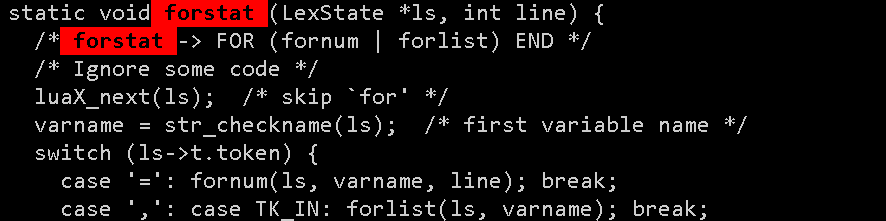 static void forstat (LexState *ls, int line) {
/* forstat -> FOR (fornum | forlist) END */
/* Ignore some code */
luaX_next(ls);  /* skip `for' */
varname = str_checkname(ls);  /* first variable name */
switch (ls->t.token) {
case '=': fornum(ls, varname, line); break;
case ',': case TK_IN: forlist(ls, varname); break;